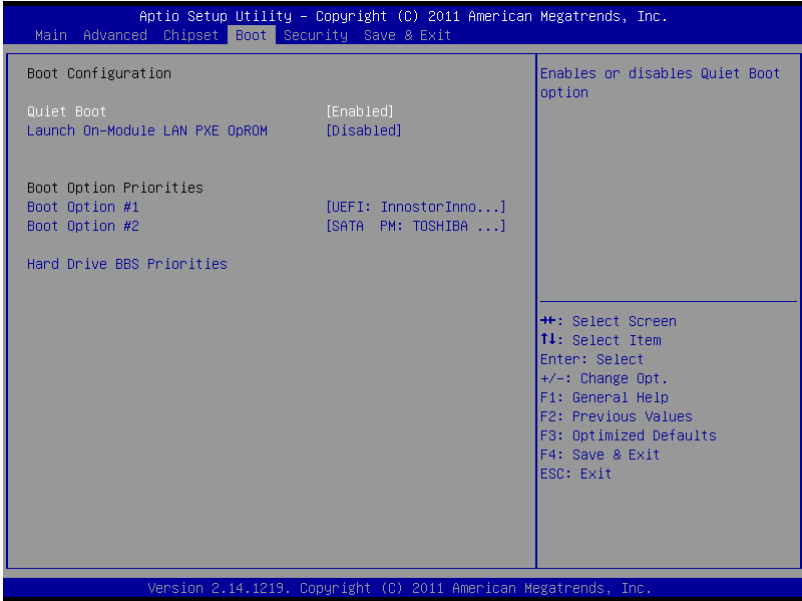 Aptio Setup Utility – Copyright (C) 2011 American Megatrends, Inc.
Main Advanced Chipset Boot Security Save & Exit
Boot Configuration
Quiet Boot [Enabled]
Launch On-Module LAN PXE OpROM [Disabled]
Boot Option Priorities
Boot Option #1 [UEFI: InnostorInno...]
Boot Option #2 [SATA PM: TOSHIBA ...]
Hard Drive BBS Priorities
Enables or disables Quiet Boot
option
→←: Select Screen
↑↓: Select Item
Enter: Select
+/-: Change Opt.
F1: General Help
F2: Previous Values
F3: Optimized Defaults
F4: Save & Exit
ESC: Exit
Version 2.14.1219. Copyright (C) 2011 American Megatrends, Inc.